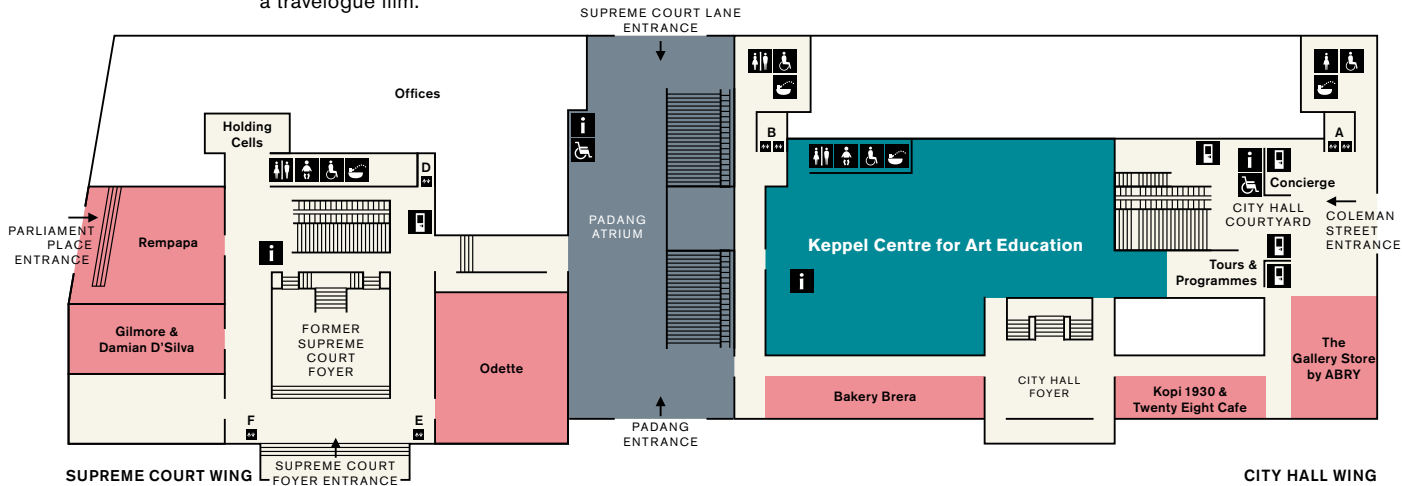 a travelogue film.
SUPREME COURT LANE
ENTRANCE
Offices
Holding
Cells
D
B
A
Concierge
CITY HALL
COURTYARD
COLEMAN
STREET
ENTRANCE
PARLIAMENT
PLACE
ENTRANCE
Rempapa
PADANG
ATRIUM
Keppel Centre for Art Education
Tours &
Programmes
Gilmore &
Damian D'Silva
FORMER
SUPREME
COURT
FOYER
Odette
The
Gallery Store
by ABRY
Bakery Brera
CITY HALL
FOYER
Kopi 1930 &
Twenty Eight Cafe
F
E
PADANG
ENTRANCE
SUPREME COURT WING
SUPREME COURT
FOYER ENTRANCE
CITY HALL WING